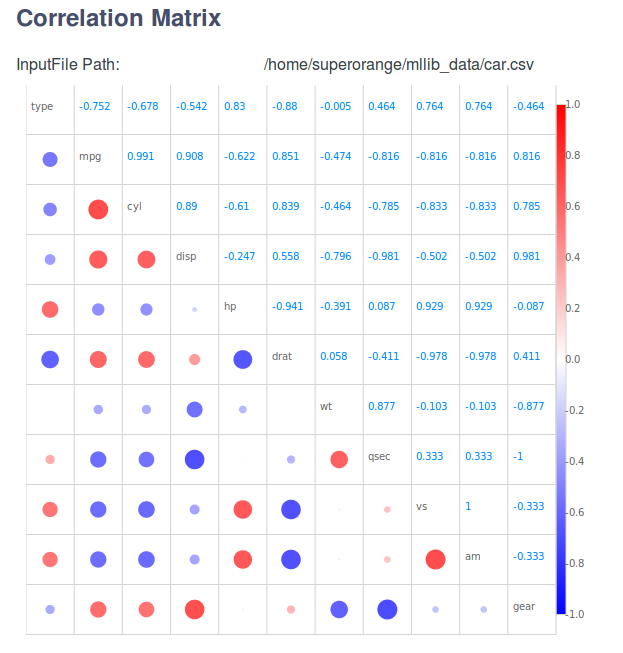 Correlation Matrix
InputFile Path: /home/superorange/mllib_data/car.csv
type -0.752 -0.678 -0.542 0.83 -0.88 -0.005 0.464 0.764 0.764 -0.464
1.0
mpg 0.991 0.908 -0.622 0.851 -0.474 -0.816 -0.816 -0.816 0.816
0.8
cyl 0.89 -0.61 0.839 -0.464 -0.785 -0.833 -0.833 0.785
0.6
disp -0.247 0.558 -0.796 -0.981 -0.502 -0.502 0.981
0.4
hp -0.941 -0.391 0.087 0.929 0.929 -0.087
0.2
drat 0.058 -0.411 -0.978 -0.978 0.411
0.0
wt 0.877 -0.103 -0.103 -0.877
-0.2
qsec 0.333 0.333 -1
-0.4
vs 1 -0.333
-0.6
am -0.333
-0.8
gear
-1.0